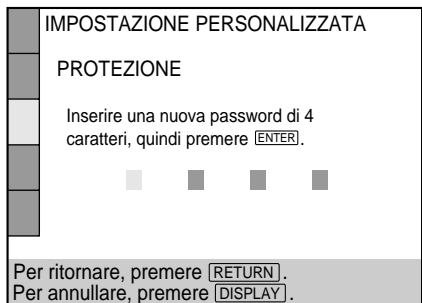 IMPOSTAZIONE PERSONALIZZATA
PROTEZIONE
Inserire una nuova password di 4
caratteri, quindi premere ENTER.
Per ritornare, premere RETURN.
Per annullare, premere DISPLAY.